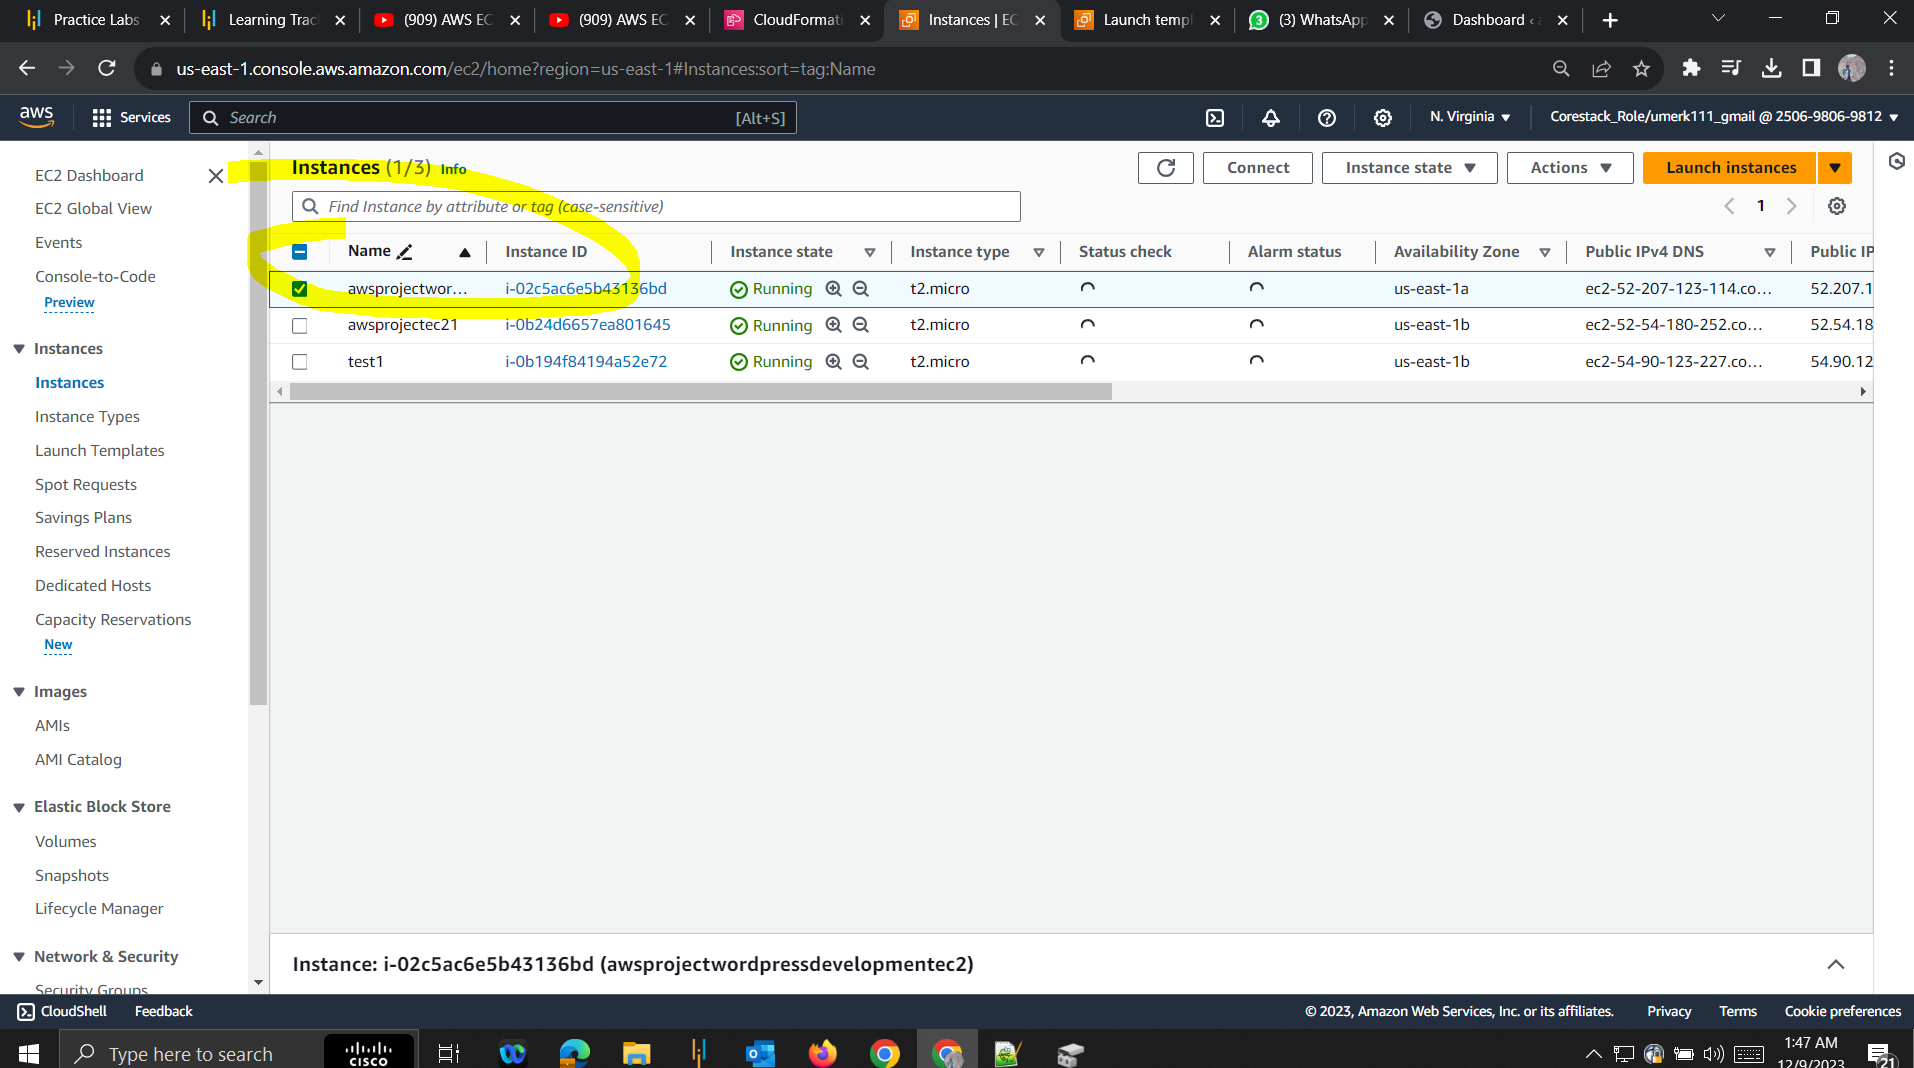 Practice Labs
Learning Trac
(909) AWS EC
(909) AWS EC
CloudFormati
Instances | EC
Launch templ
(3) WhatsApp
Dashboard ‹ a
us-east-1.console.aws.amazon.com/ec2/home?region=us-east-1#Instances:sort=tag:Name
aws
Services
Search
[Alt+S]
N. Virginia
Corestack_Role/umerk111_gmail @ 2506-9806-9812
EC2 Dashboard
EC2 Global View
Events
Console-to-Code
Preview
Instances
Instances
Instance Types
Launch Templates
Spot Requests
Savings Plans
Reserved Instances
Dedicated Hosts
Capacity Reservations
New
Images
AMIs
AMI Catalog
Elastic Block Store
Volumes
Snapshots
Lifecycle Manager
Network & Security
Security Groups
Instances (1/3) Info
Connect
Instance state
Actions
Launch instances
Find Instance by attribute or tag (case-sensitive)
1
Name Instance ID Instance state Instance type Status check Alarm status Availability Zone Public IPv4 DNS Public IP
awsprojectwor... i-02c5ac6e5b43136bd Running t2.micro us-east-1a ec2-52-207-123-114.co... 52.207.1
awsprojectec21 i-0b24d6657ea801645 Running t2.micro us-east-1b ec2-52-54-180-252.co... 52.54.18
test1 i-0b194f84194a52e72 Running t2.micro us-east-1b ec2-54-90-123-227.co... 54.90.12
Instance: i-02c5ac6e5b43136bd (awsprojectwordpressdevelopmentec2)
CloudShell
Feedback
© 2023, Amazon Web Services, Inc. or its affiliates.
Privacy
Terms
Cookie preferences
Type here to search
CISCO
1:47 AM
12/9/2023
21